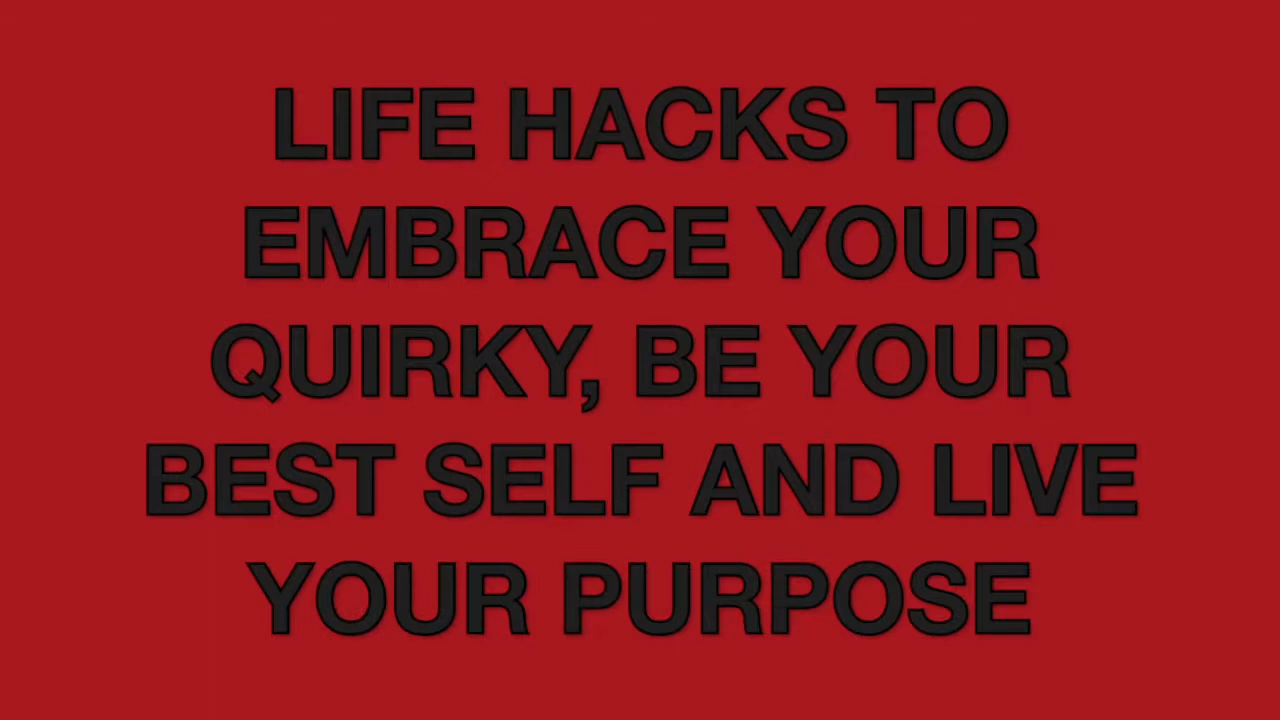 LIFE HACKS TO
EMBRACE YOUR
QUIRKY, BE YOUR
BEST SELF AND LIVE
YOUR PURPOSE